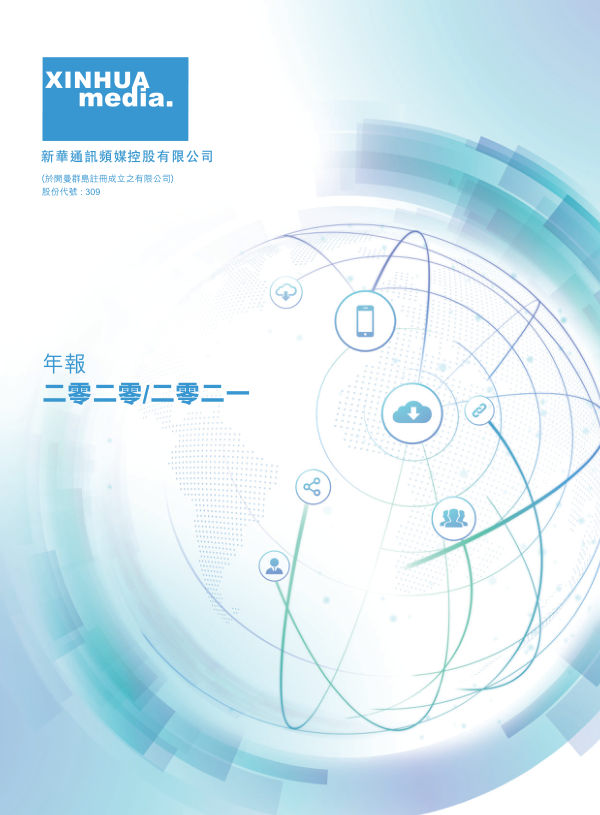 XINHUA
media.
新華通訊頻媒控股有限公司
(於開曼群島註冊成立之有限公司)
股份代號 : 309
年報
二零二零/二零二一